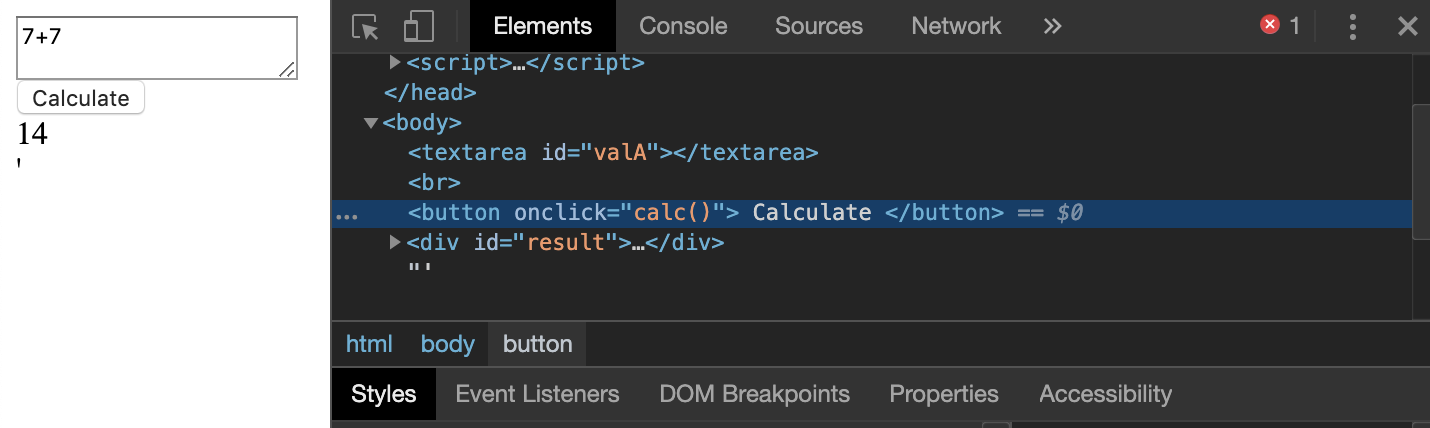 7+7
Calculate
14
'
Elements Console Sources Network » 1
<script>…</script>
</head>
<body>
<textarea id="valA"></textarea>
<br>
… <button onclick="calc()"> Calculate </button> == $0
<div id="result">…</div>
"'
html body button
Styles Event Listeners DOM Breakpoints Properties Accessibility